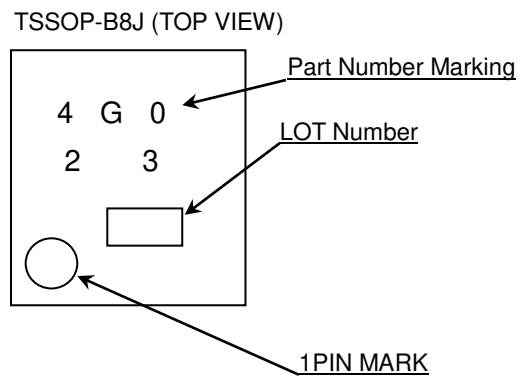 TSSOP-B8J (TOP VIEW)
Part Number Marking
4 G 0
LOT Number
2 3
1PIN MARK